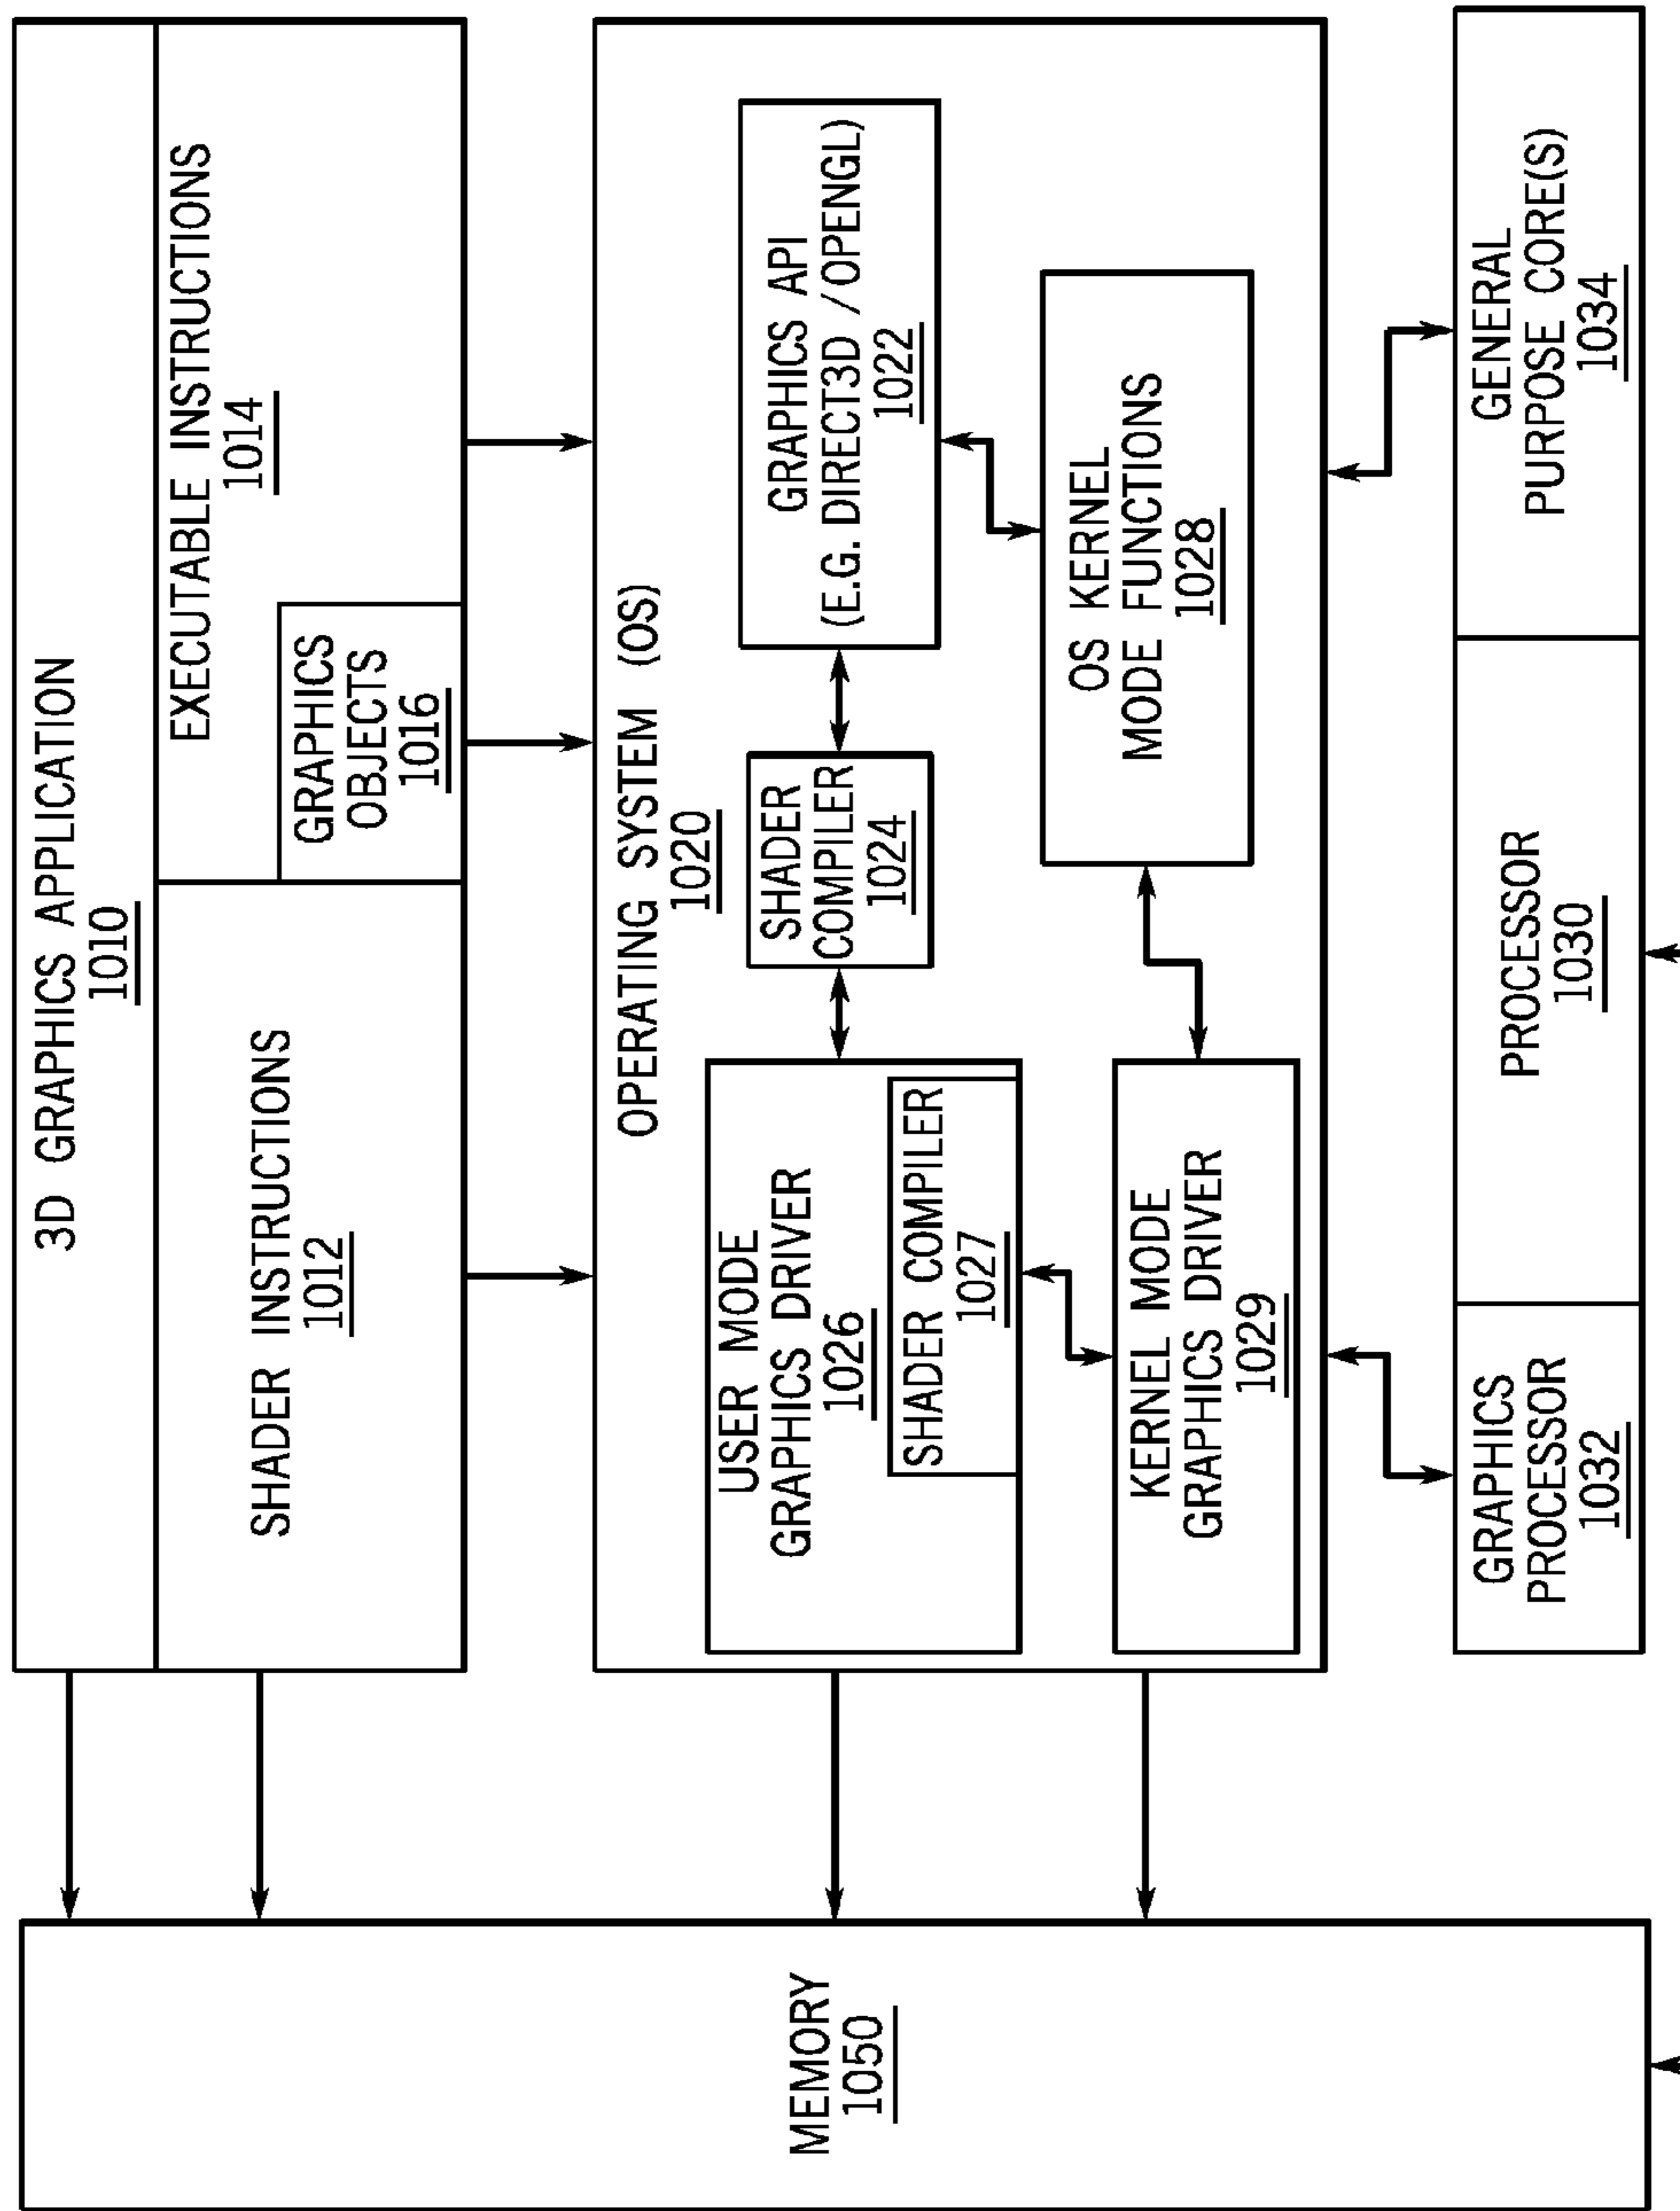 3D GRAPHICS APPLICATION
1010
SHADER INSTRUCTIONS
1012
EXECUTABLE INSTRUCTIONS
1014
GRAPHICS
OBJECTS
1016
OPERATING SYSTEM (OS)
1020
USER MODE
GRAPHICS DRIVER
1026
SHADER COMPILER
1027
SHADER
COMPILER
1024
GRAPHICS API
(E.G. DIRECT3D /OPENGL)
1022
KERNEL MODE
GRAPHICS DRIVER
1029
OS KERNEL
MODE FUNCTIONS
1028
GRAPHICS
PROCESSOR
1032
PROCESSOR
1030
GENERAL
PURPOSE CORE(S)
1034
MEMORY
1050